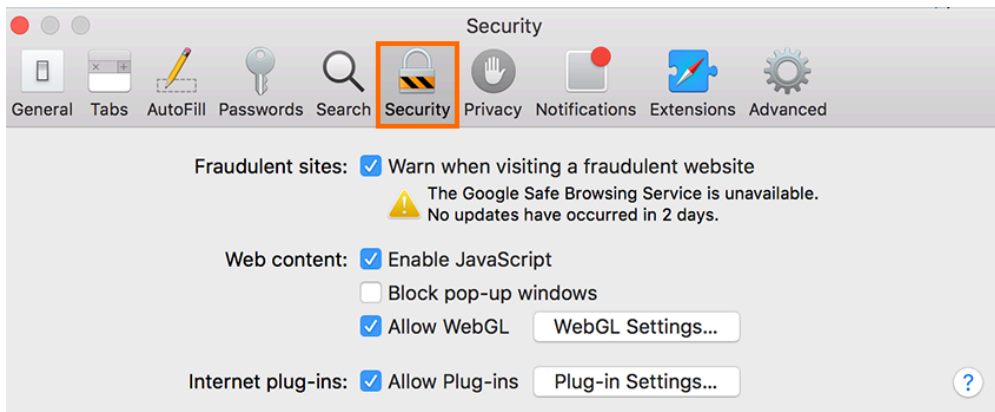 Security
General Tabs AutoFill Passwords Search Security Privacy Notifications Extensions Advanced
Fraudulent sites: Warn when visiting a fraudulent website
The Google Safe Browsing Service is unavailable.
No updates have occurred in 2 days.
Web content: Enable JavaScript
Block pop-up windows
Allow WebGL WebGL Settings...
Internet plug-ins: Allow Plug-ins Plug-in Settings... ?